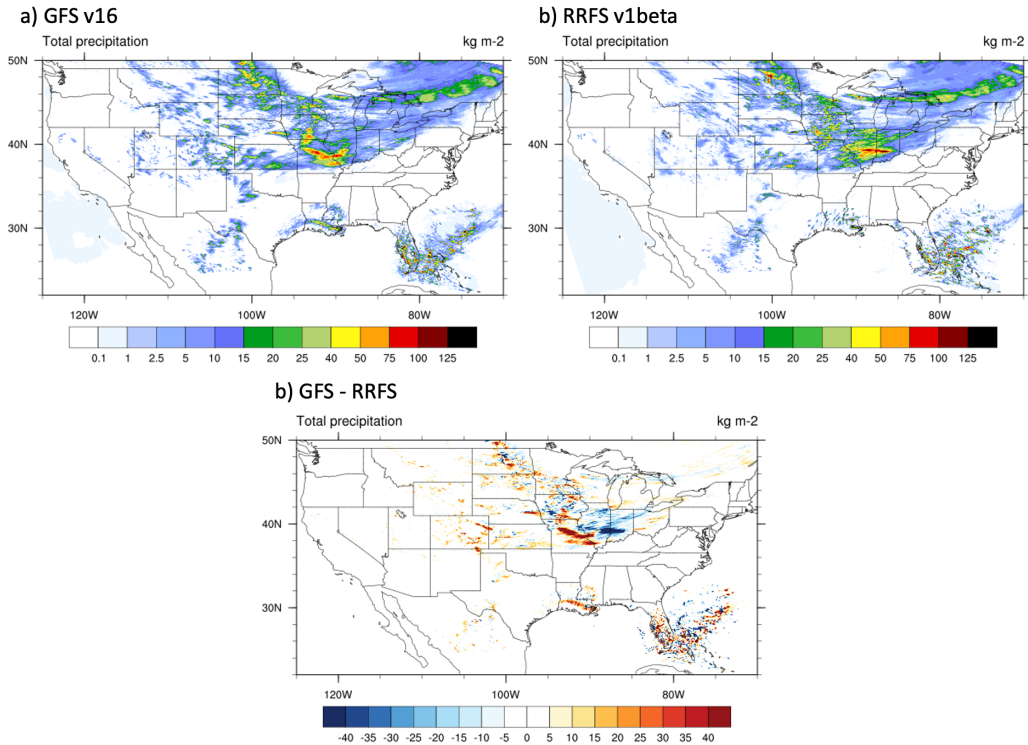 a) GFS v16
b) RRFS v1beta
Total precipitation kg m-2
Total precipitation kg m-2
50N
40N
30N
120W 100W 80W
50N
40N
30N
120W 100W 80W
0.1 1 2.5 5 10 15 20 25 40 50 75 100 125
0.1 1 2.5 5 10 15 20 25 40 50 75 100 125
b) GFS - RRFS
Total precipitation kg m-2
50N
40N
30N
120W 100W 80W
-40 -35 -30 -25 -20 -15 -10 -5 0 5 10 15 20 25 30 35 40